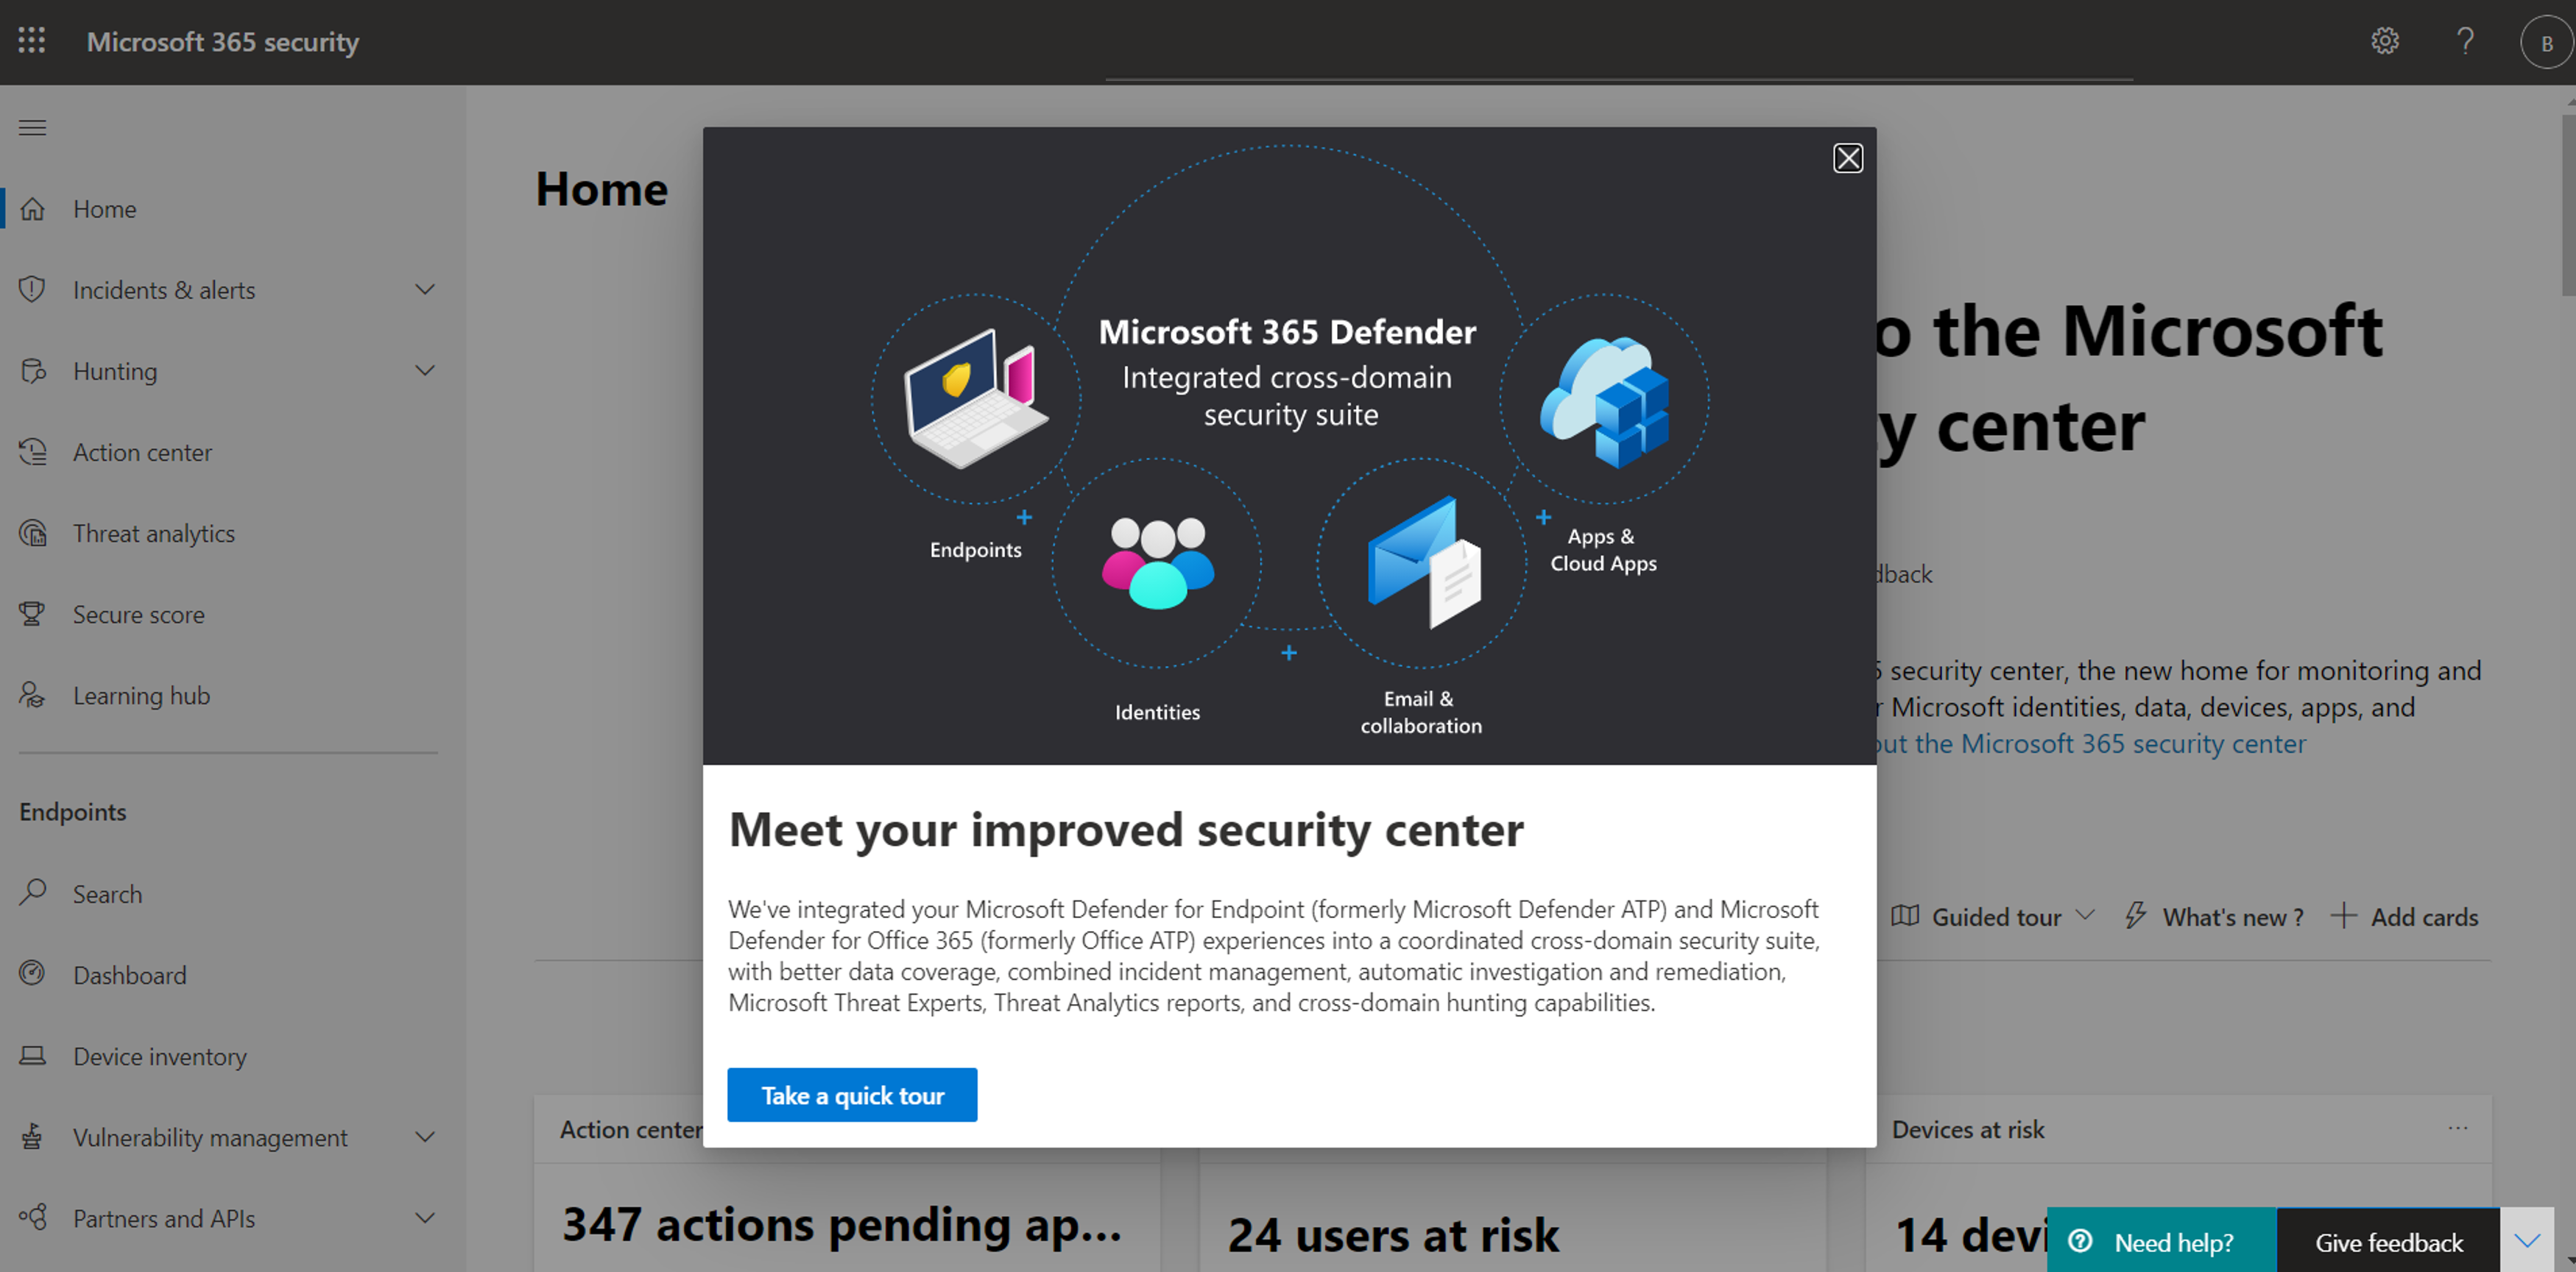 Microsoft 365 security
B
Home
Incidents & alerts
Hunting
Action center
Threat analytics
Secure score
Learning hub
Endpoints
Search
Dashboard
Device inventory
Vulnerability management
Partners and APIs
Home
o the Microsoft
y center
dback
security center, the new home for monitoring and
r Microsoft identities, data, devices, apps, and
out the Microsoft 365 security center
Guided tour
What's new ?
Add cards
Microsoft 365 Defender
Integrated cross-domain
security suite
Endpoints
Identities
Email &
collaboration
Apps &
Cloud Apps
Meet your improved security center
We've integrated your Microsoft Defender for Endpoint (formerly Microsoft Defender ATP) and Microsoft
Defender for Office 365 (formerly Office ATP) experiences into a coordinated cross-domain security suite,
with better data coverage, combined incident management, automatic investigation and remediation,
Microsoft Threat Experts, Threat Analytics reports, and cross-domain hunting capabilities.
Take a quick tour
Action center
347 actions pending ap...
24 users at risk
Devices at risk
14 devi
Need help?
Give feedback